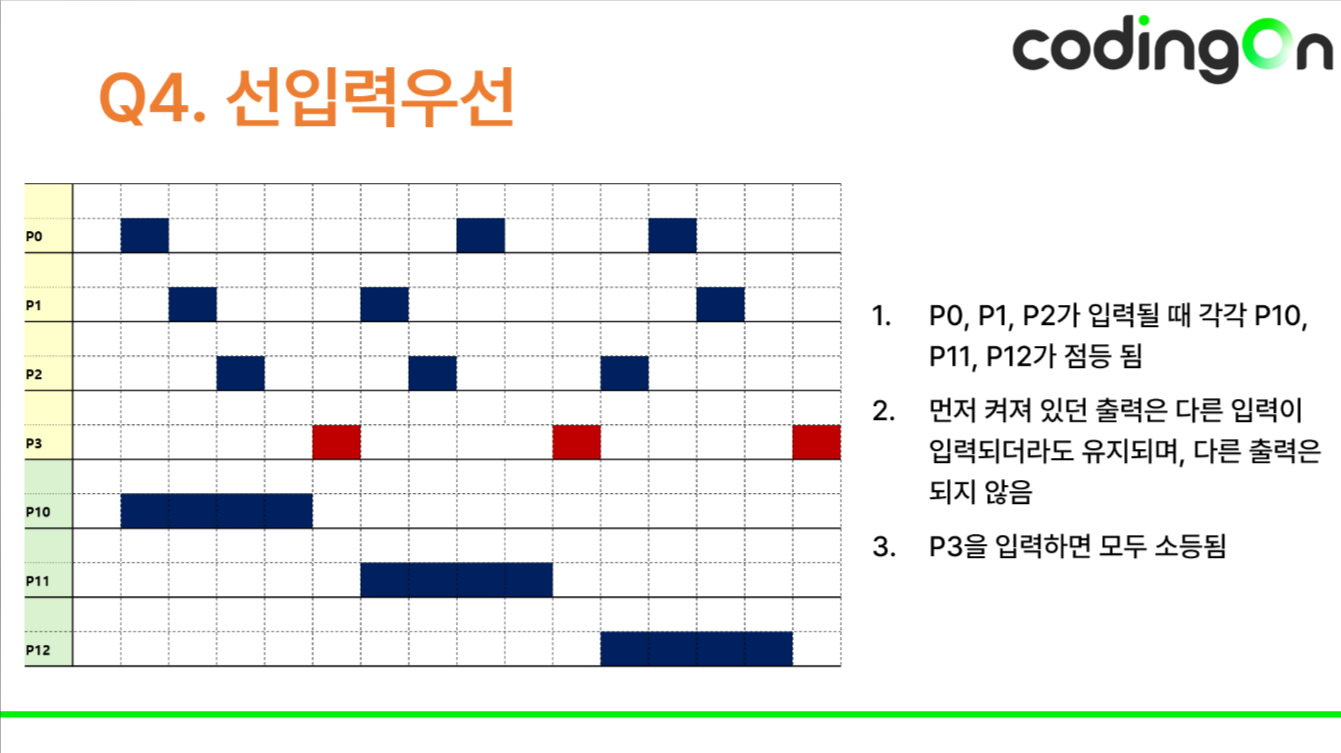 codingOn
Q4. 선입력우선
P0
P1
P2
P3
P10
P11
P12
1. P0, P1, P2가 입력될 때 각각 P10,
P11, P12가 점등 됨
2. 먼저 켜져 있던 출력은 다른 입력이
입력되더라도 유지되며, 다른 출력은
되지 않음
3. P3을 입력하면 모두 소등됨